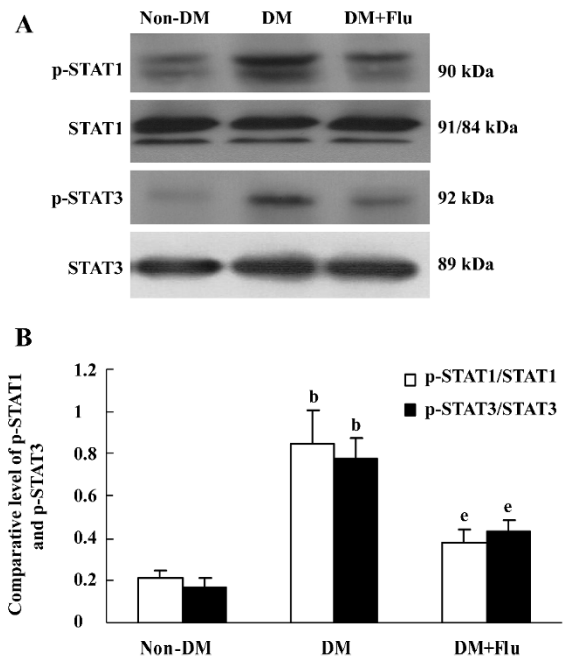 A
Non-DM DM DM+Flu
p-STAT1 90 kDa
STAT1 91/84 kDa
p-STAT3 92 kDa
STAT3 89 kDa
B
Comparative level of p-STAT1
and p-STAT3
1.2
1
0.8
0.6
0.4
0.2
0
p-STAT1/STAT1
p-STAT3/STAT3
b b
e e
Non-DM DM DM+Flu